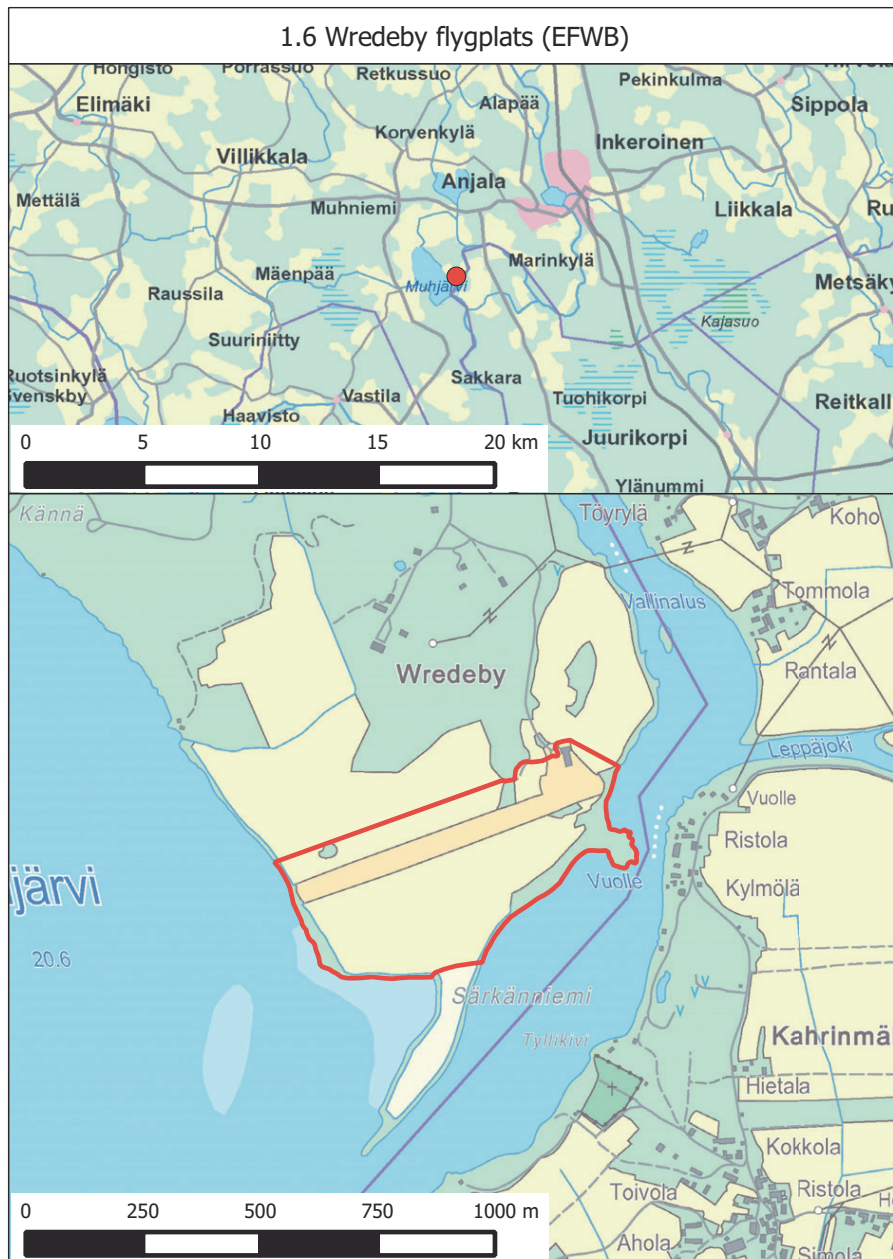 1.6 Wredeby flygplats (EFWB)
Hongisto
Porrassuo
Retkussuo
Pekinkulma
Elimäki
Alapää
Sippola
Korvenkylä
Inkeroinen
Villikkala
Anjala
Mettälä
Muhniemi
Liikkala
Ru
Marinkylä
Mäenpää
Muhjärvi
Metsäky
Raussila
Kajasuo
Suuriniitty
Ruotsinkylä
Svenskby
Sakkara
Vastila
Tuohikorpi
Reitkall
Haavisto
Juurikorpi
0 5 10 15 20 km
Ylänummi
Kännä
Töyrylä
Koho
Vallinalus
Tommola
Wredeby
Rantala
Leppäjoki
Vuolle
Ristola
Vuolle
Kylmölä
järvi
20.6
Särkänniemi
Tyllikivi
Kahrinmä
Hietala
Kokkola
Toivola
Ristola
Ahola
Simola
0 250 500 750 1000 m